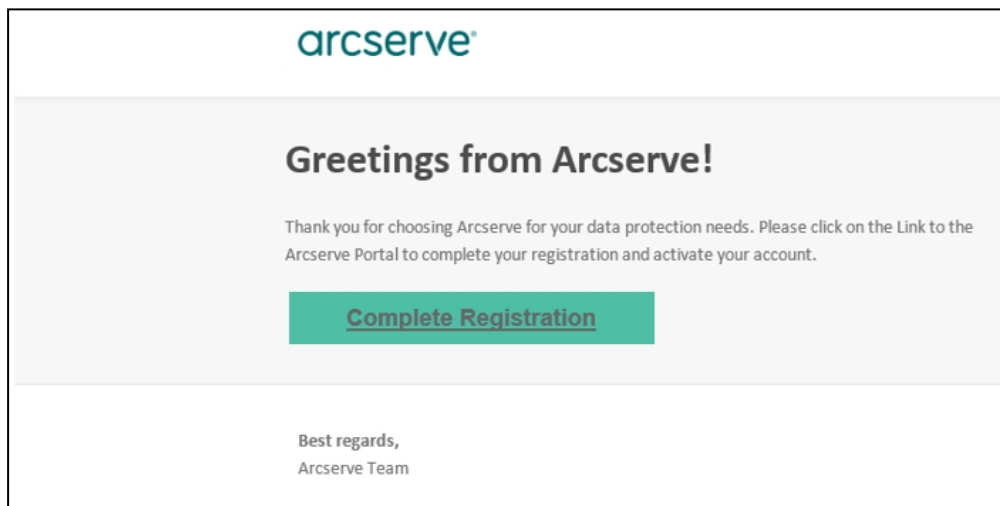 arcserve®
Greetings from Arcserve!
Thank you for choosing Arcserve for your data protection needs. Please click on the Link to the
Arcserve Portal to complete your registration and activate your account.
Complete Registration
Best regards,
Arcserve Team